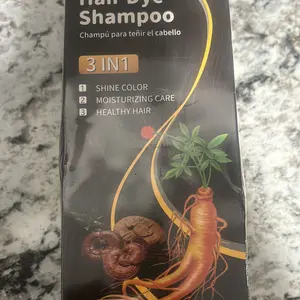 Hair Dye
Shampoo
Champú para teñir el cabello
3 IN1
1 SHINE COLOR
2 MOISTURIZING CARE
3 HEALTHY HAIR